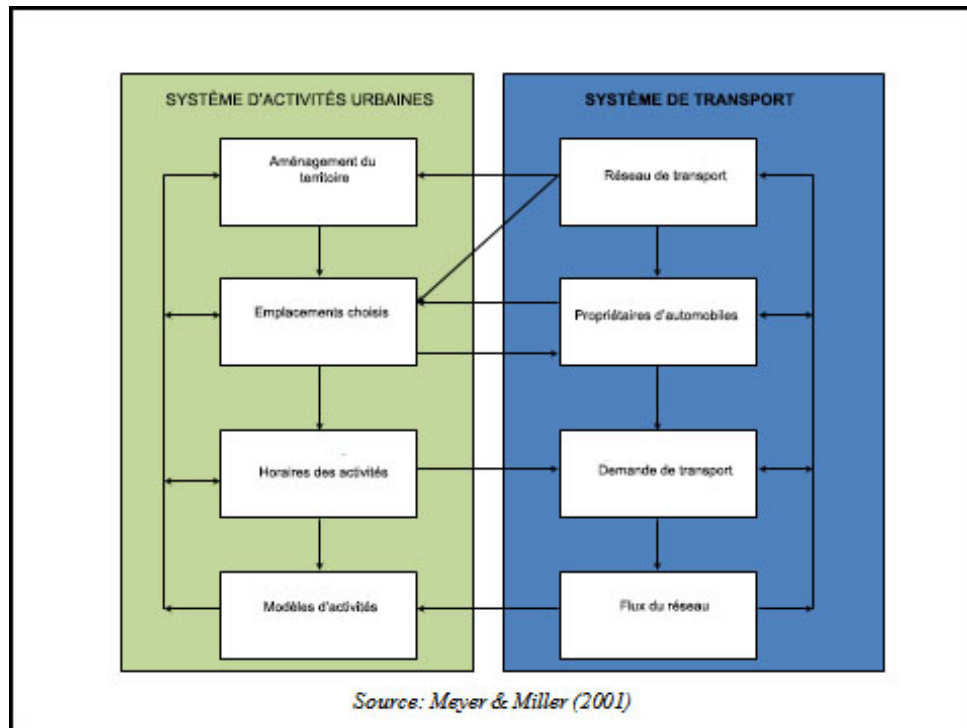 SYSTÈME D'ACTIVITÉS URBAINES
Aménagement du
territoire
Emplacements choisis
Horaires des activités
Modèles d'activités
SYSTÈME DE TRANSPORT
Réseau de transport
Propriétaires d'automobiles
Demande de transport
Flux du réseau
Source: Meyer & Miller (2001)